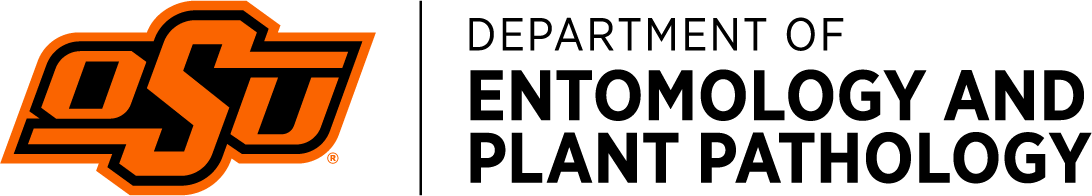 OSU®
DEPARTMENT OF
ENTOMOLOGY AND
PLANT PATHOLOGY